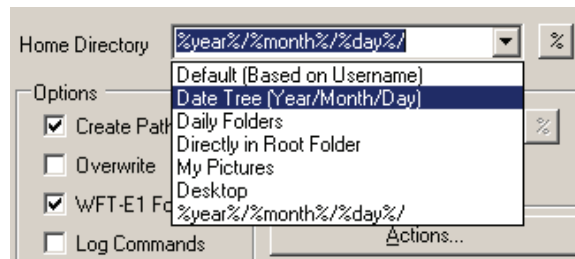 Home Directory %year%/%month%/%day%/ %
Default (Based on Username)
Options
Date Tree (Year/Month/Day)
Create Path Daily Folders %
Directly in Root Folder
Overwrite My Pictures
Desktop
WFT-E1 %year%/%month%/%day%/
Log Commands Actions...